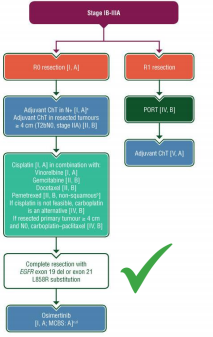 Stage IB-IIIA
R0 resection [I, A]
R1 resection
Adjuvant ChT in N+ [I, A]
Adjuvant ChT in resected tumours
≥ 4 cm (T2bN0, stage IIA) [II, B]
PORT [IV, B]
Adjuvant ChT [V, A]
Cisplatin [I, A] in combination with:
Vinorelbine [I, A]
Gemcitabine [II, B]
Docetaxel [II, B]
Pemetrexed [II, B, non-squamous
If cisplatin is not feasible, carboplatin
is an alternative [IV, B]
If resected primary tumour ≥ 4 cm
and N0, carboplatin-paclitaxel [IV, B]
Complete resection with
EGFR exon 19 del or exon 21
L858R substitution
Osimertinib
[I, A; MCBS: A]